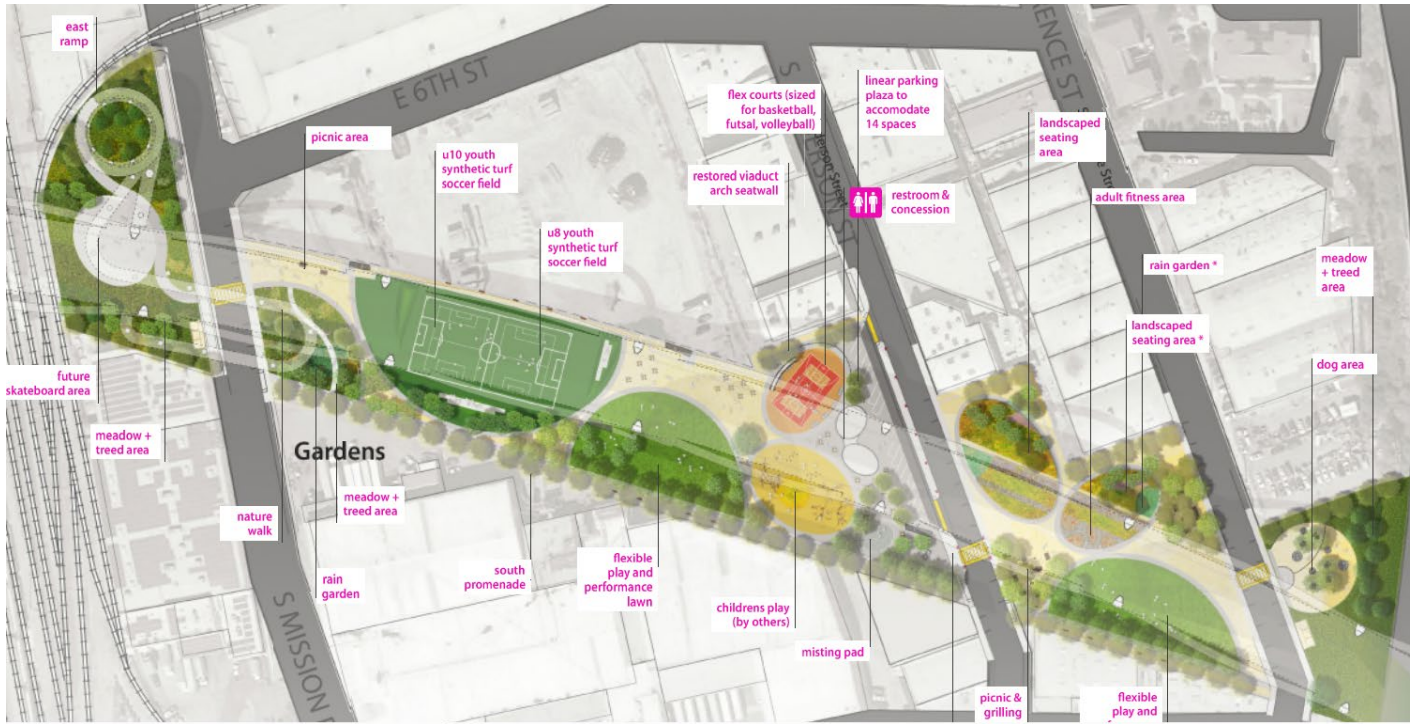 east
ramp
E 6TH ST
picnic area
u10 youth
synthetic turf
soccer field
u8 youth
synthetic turf
soccer field
flex courts (sized
for basketball,
futsal, volleyball)
linear parking
plaza to
accomodate
14 spaces
restored viaduct
arch seatwall
restroom &
concession
landscaped
seating
area
adult fitness area
rain garden *
meadow
+ treed
area
landscaped
seating area *
dog area
future
skateboard area
meadow +
treed area
Gardens
nature
walk
meadow +
treed area
rain
garden
S MISSION
south
promenade
flexible
play and
performance
lawn
childrens play
(by others)
misting pad
picnic &
grilling
flexible
play and